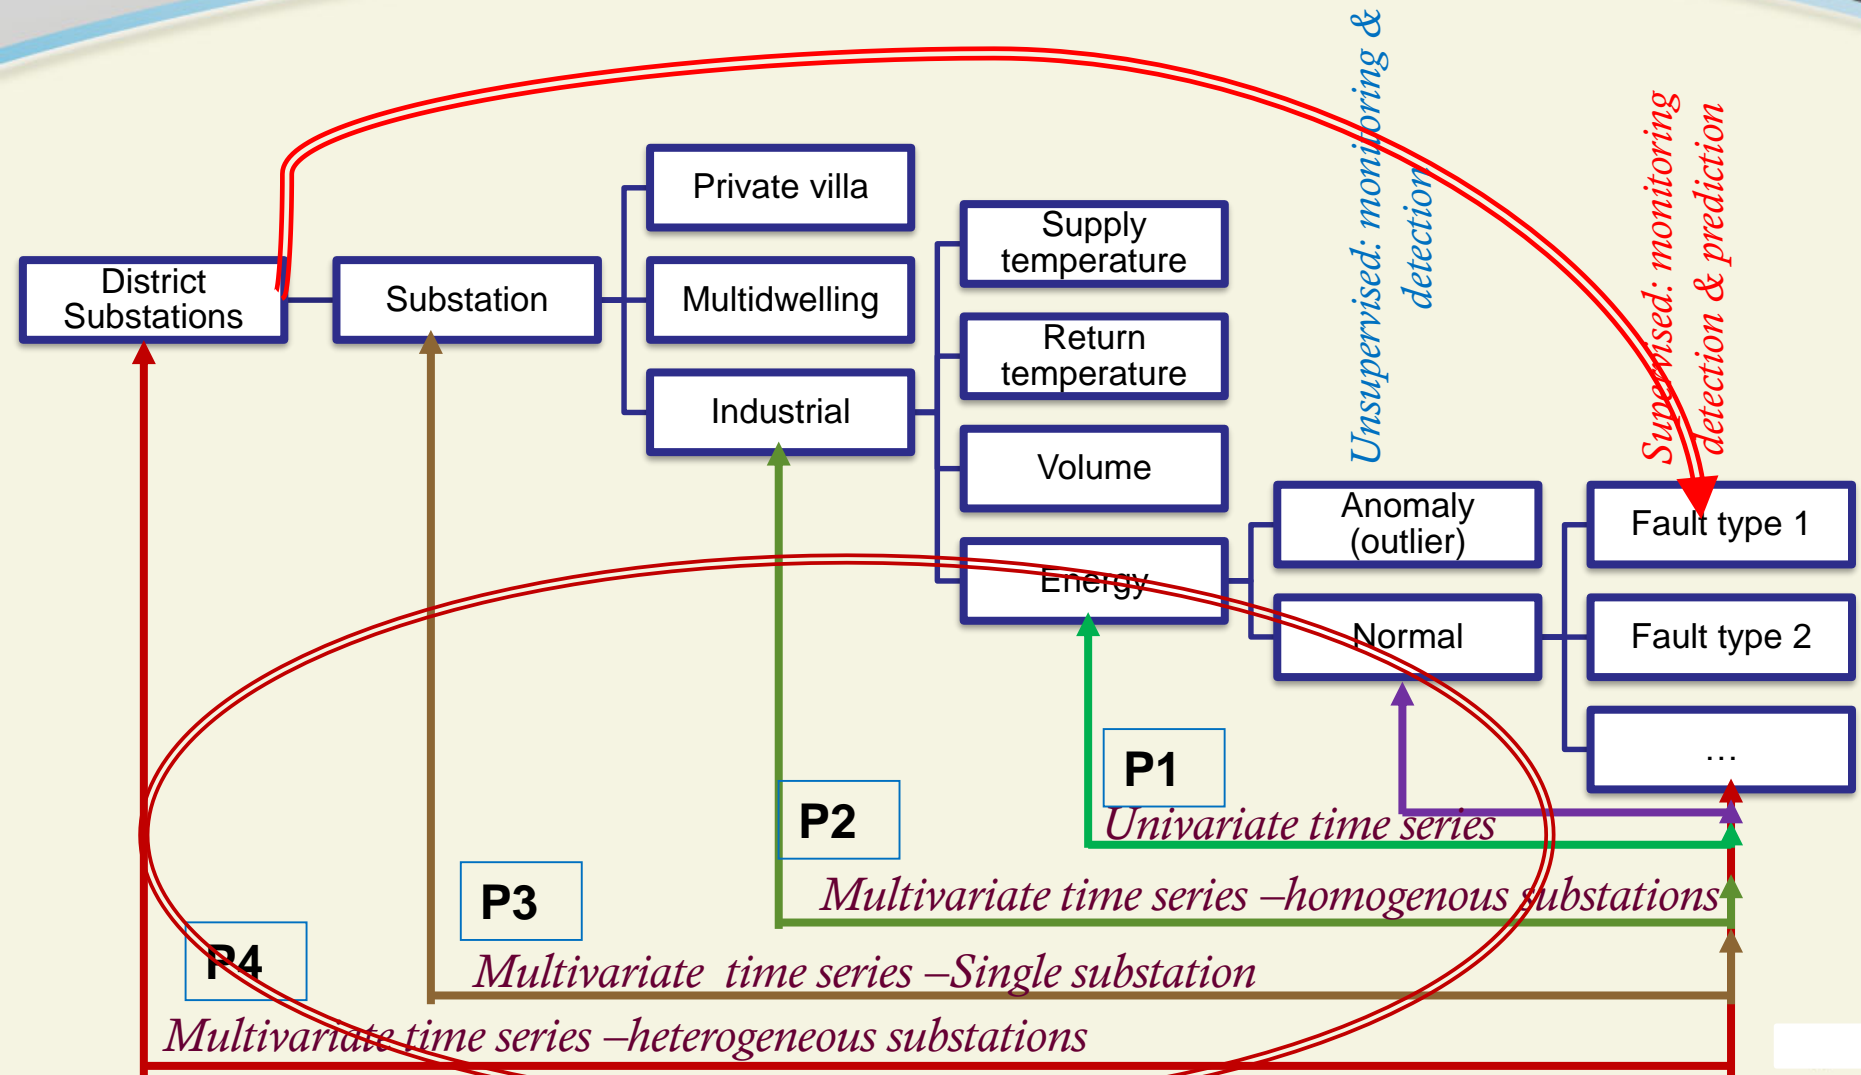 Unsupervised: monitoring &
detection
Supervised: monitoring
detection & prediction
District
Substations
Substation
Private villa
Multidwelling
Industrial
Supply
temperature
Return
temperature
Volume
Energy
Anomaly
(outlier)
Normal
Fault type 1
Fault type 2
...
P1
Univariate time series
P2
Multivariate time series –homogenous substations
P3
Multivariate  time series –Single substation
P4
Multivariate time series –heterogeneous substations